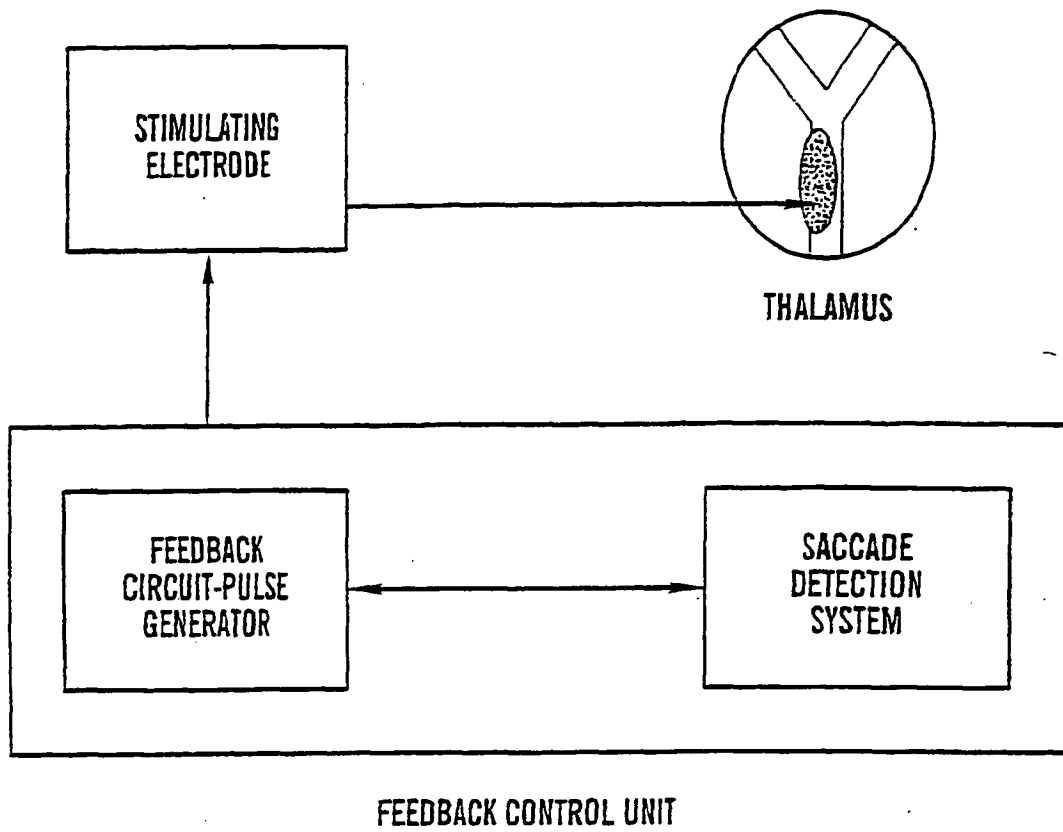 STIMULATING
ELECTRODE
THALAMUS
FEEDBACK
CIRCUIT-PULSE
GENERATOR
SACCADE
DETECTION
SYSTEM
FEEDBACK CONTROL UNIT